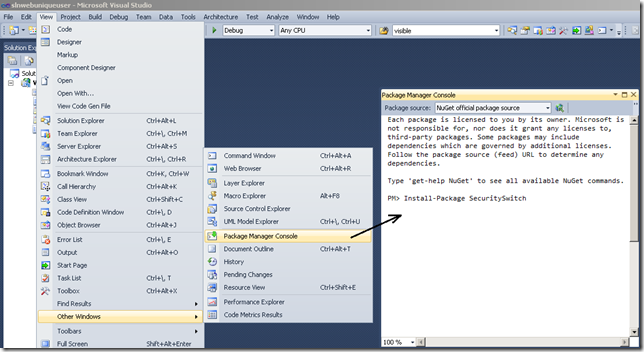 shwebuniqueuser - Microsoft Visual Studio
File Edit View Project Build Debug Team Data Tools Architecture Test Analyze Window Help
Debug Any CPU visible
Solution Explo
Solut
Code
Designer
Markup
Component Designer
Open
Open With...
View Code Gen File
Solution Explorer Ctrl+Alt+L
Team Explorer Ctrl+\, Ctrl+M
Server Explorer Ctrl+Alt+S
Architecture Explorer Ctrl+\, Ctrl+R
Bookmark Window Ctrl+K, Ctrl+W
Call Hierarchy Ctrl+Alt+K
Class View Ctrl+Shift+C
Code Definition Window Ctrl+\, D
Object Browser Ctrl+Alt+J
Error List Ctrl+\, E
Output Ctrl+Alt+O
Start Page
Task List Ctrl+\, T
Toolbox Ctrl+Alt+X
Find Results
Other Windows
Toolbars
Full Screen Shift+Alt+Enter
Command Window Ctrl+Alt+A
Web Browser Ctrl+Alt+R
Layer Explorer
Macro Explorer Alt+F8
Source Control Explorer
UML Model Explorer Ctrl+\, Ctrl+U
Package Manager Console
Document Outline Ctrl+Alt+T
History
Pending Changes
Resource View Ctrl+Shift+E
Performance Explorer
Code Metrics Results
Package Manager Console
Package source: NuGet official package source
Each package is licensed to you by its owner. Microsoft is
not responsible for, nor does it grant any licenses to,
third-party packages. Some packages may include
dependencies which are governed by additional licenses.
Follow the package source (feed) URL to determine any
dependencies.
Type 'get-help NuGet' to see all available NuGet commands.
PM> Install-Package SecuritySwitch
100 %